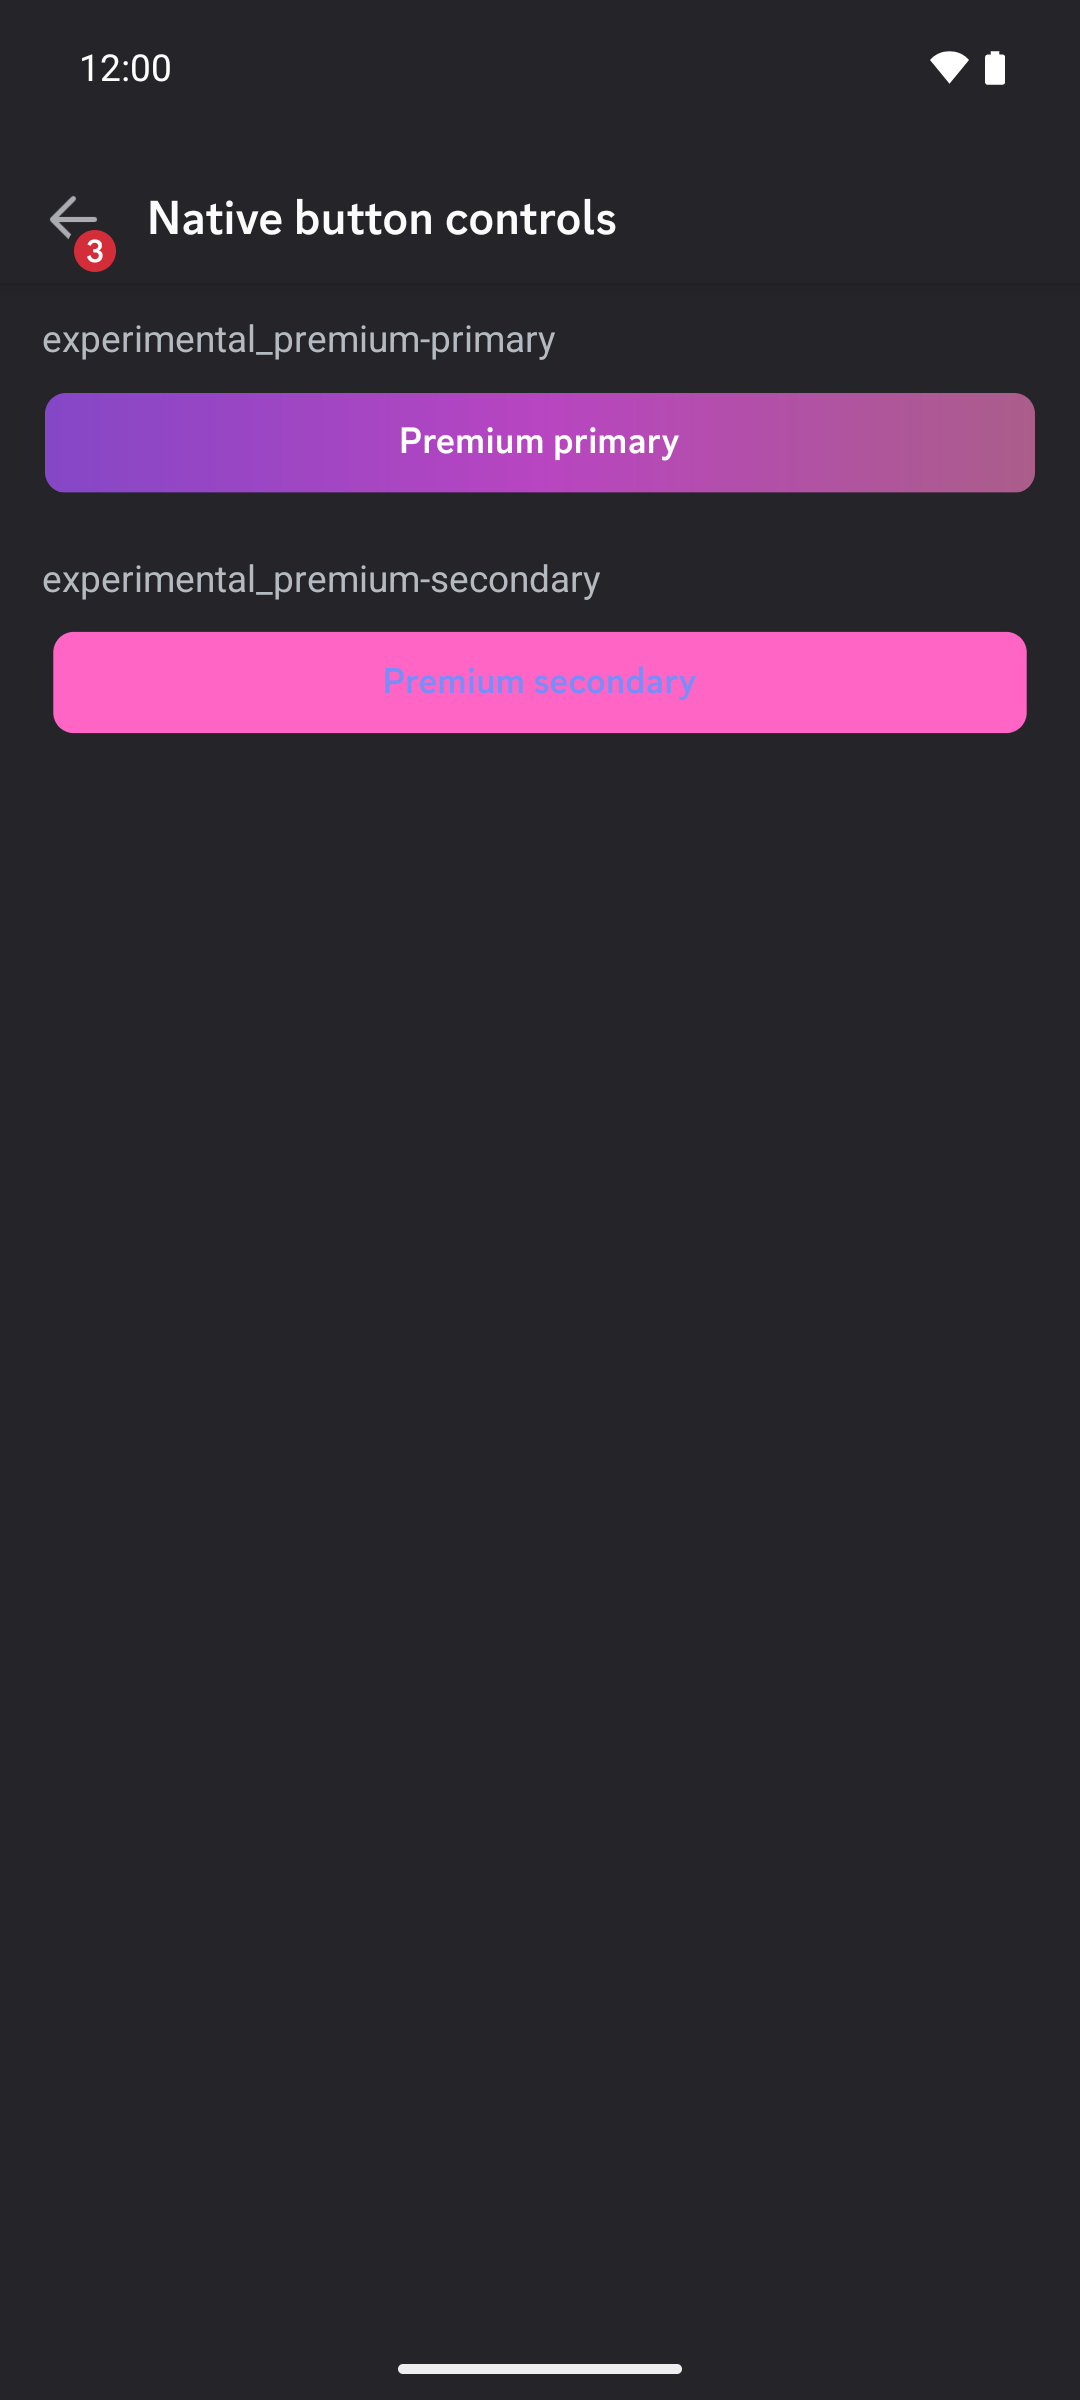 12:00
Native button controls
3
experimental_premium-primary
Premium primary
experimental_premium-secondary
Premium secondary